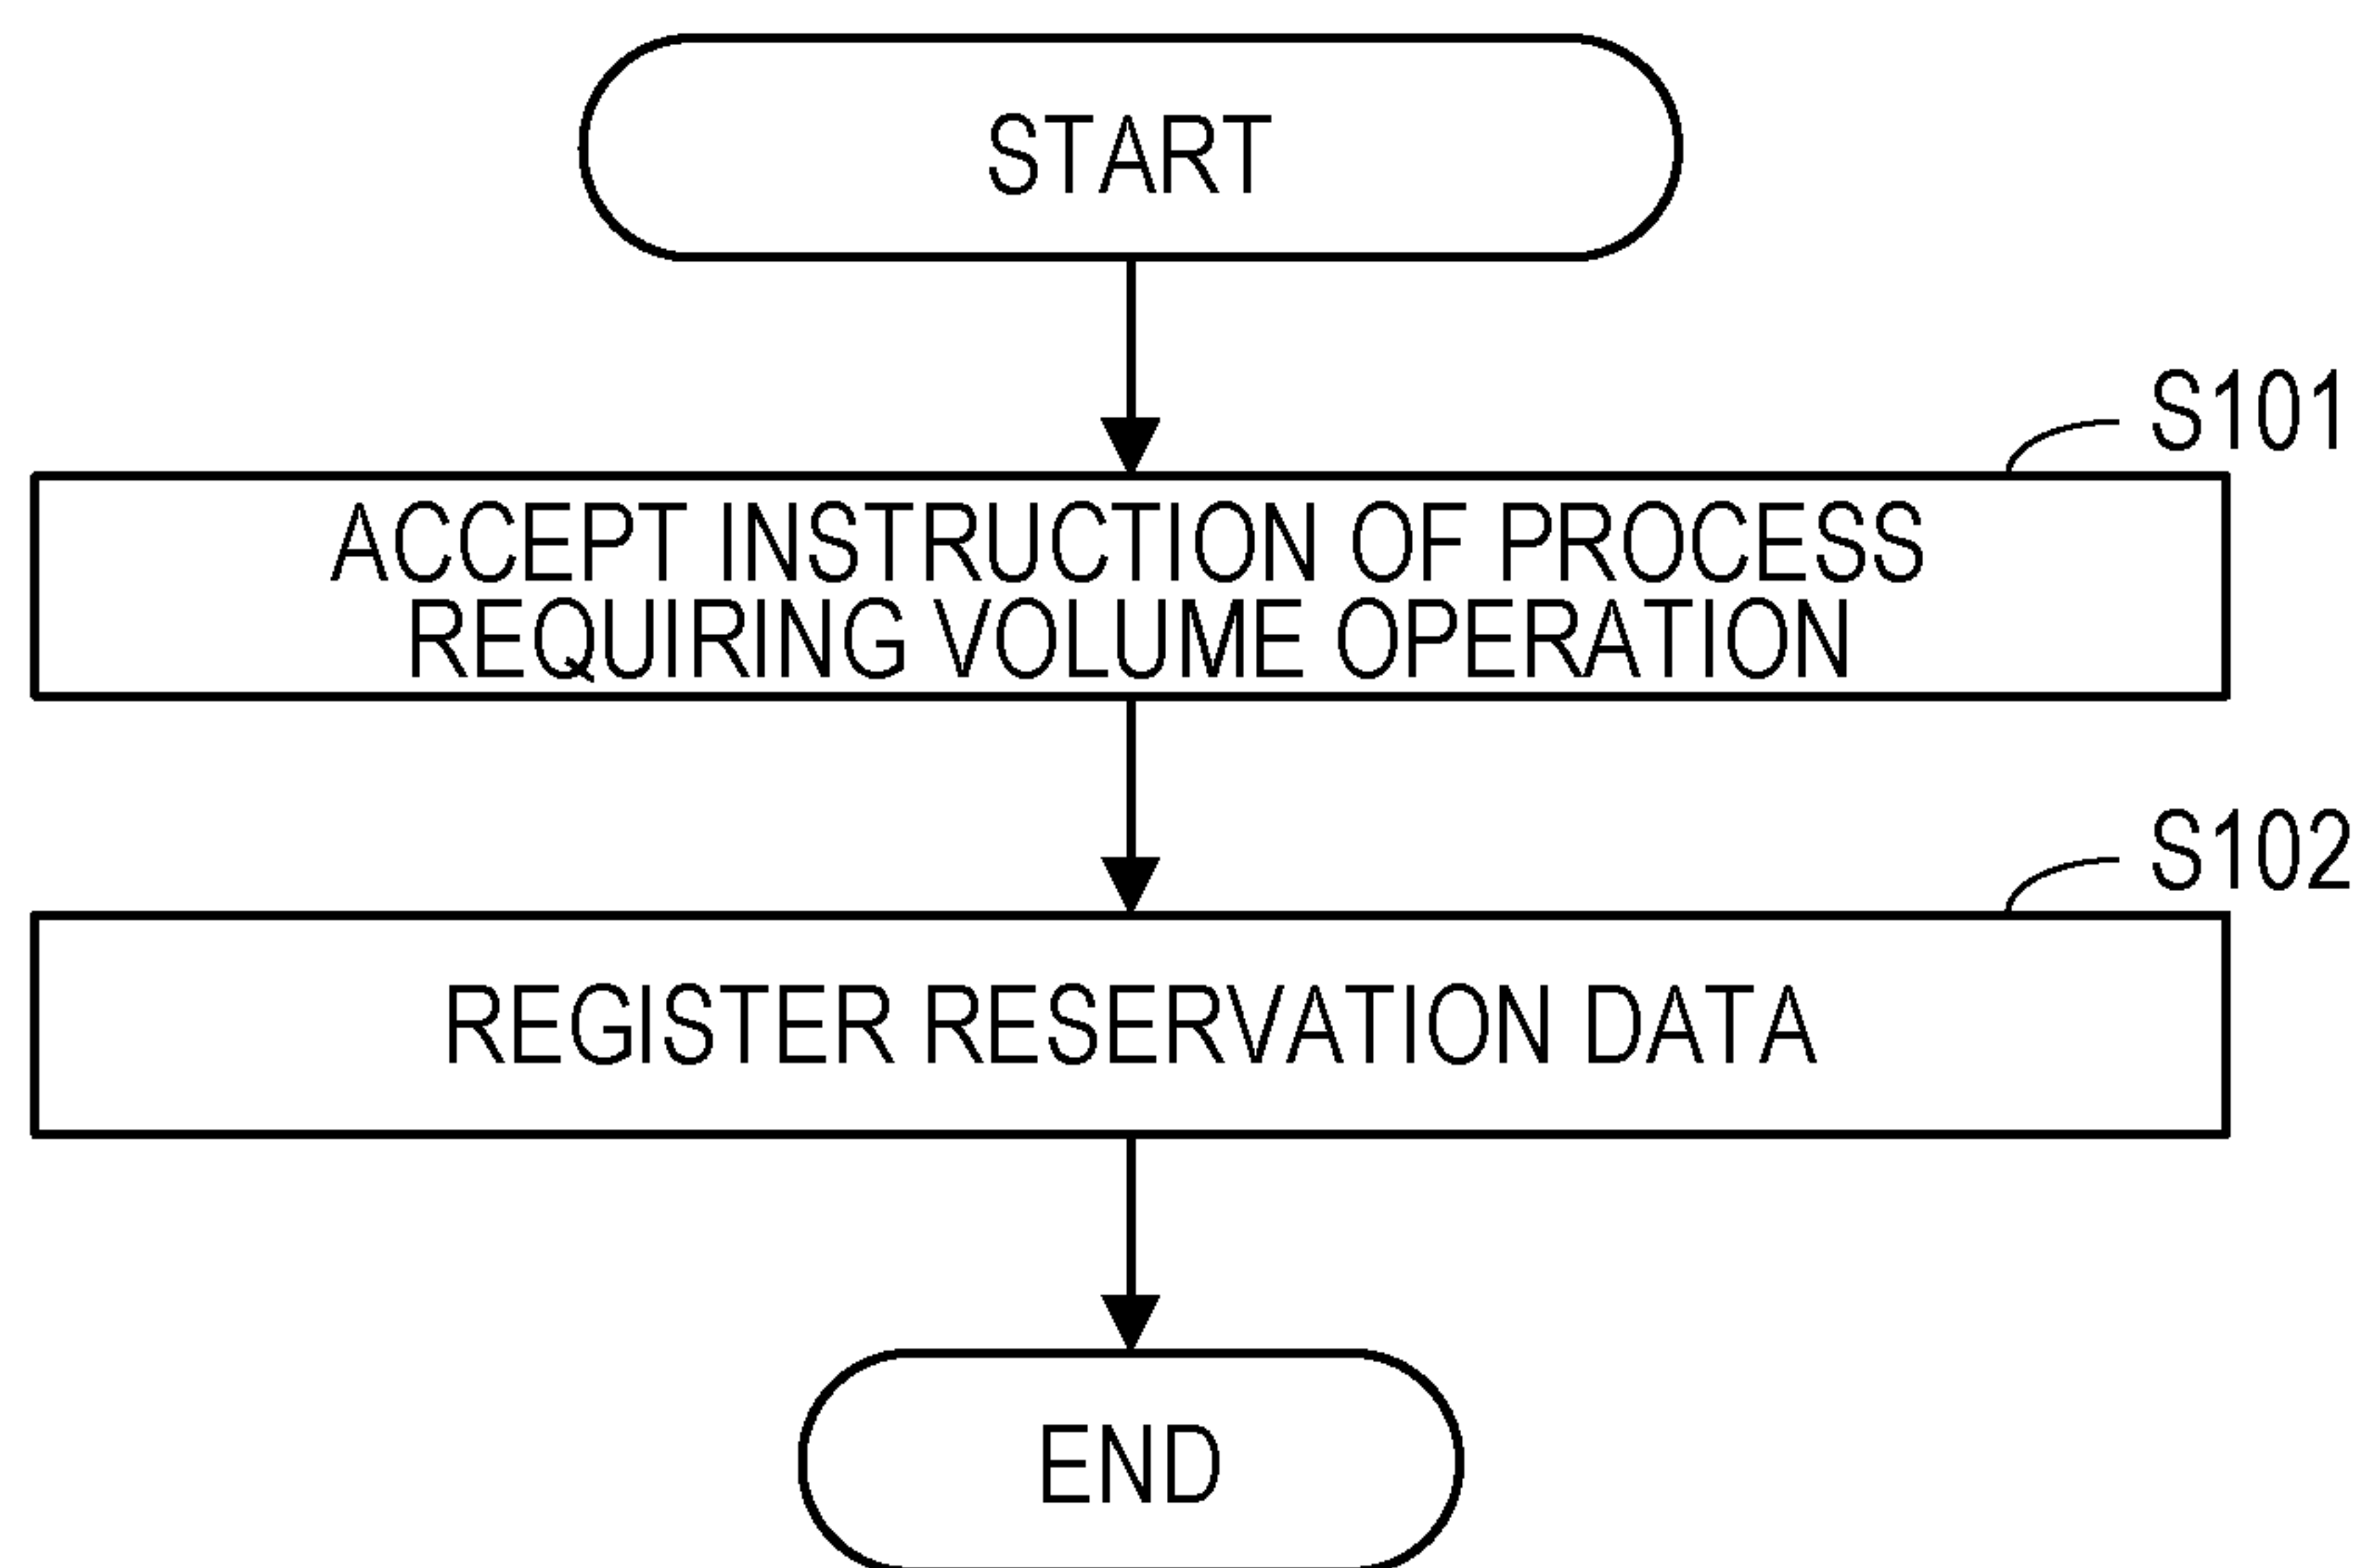 START
S101
ACCEPT INSTRUCTION OF PROCESS
REQUIRING VOLUME OPERATION
S102
REGISTER RESERVATION DATA
END